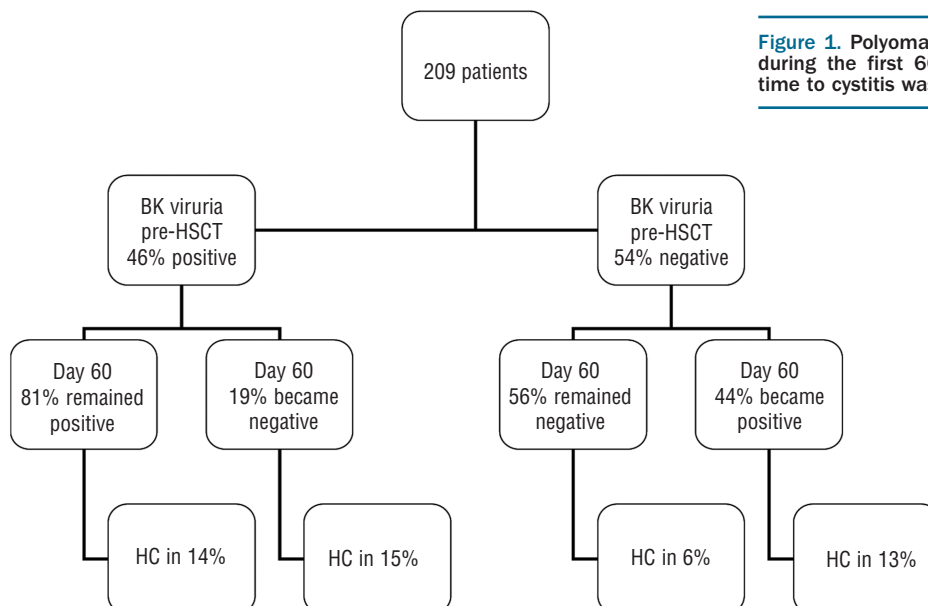 209 patients
Figure 1. Polyoma
during the first
time to cystitis
BK viruria
pre-HSCT
46% positive
BK viruria
pre-HSCT
54% negative
Day 60
81% remained
positive
Day 60
19% became
negative
Day 60
56% remained
negative
Day 60
44% became
positive
HC in 14%
HC in 15%
HC in 6%
HC in 13%